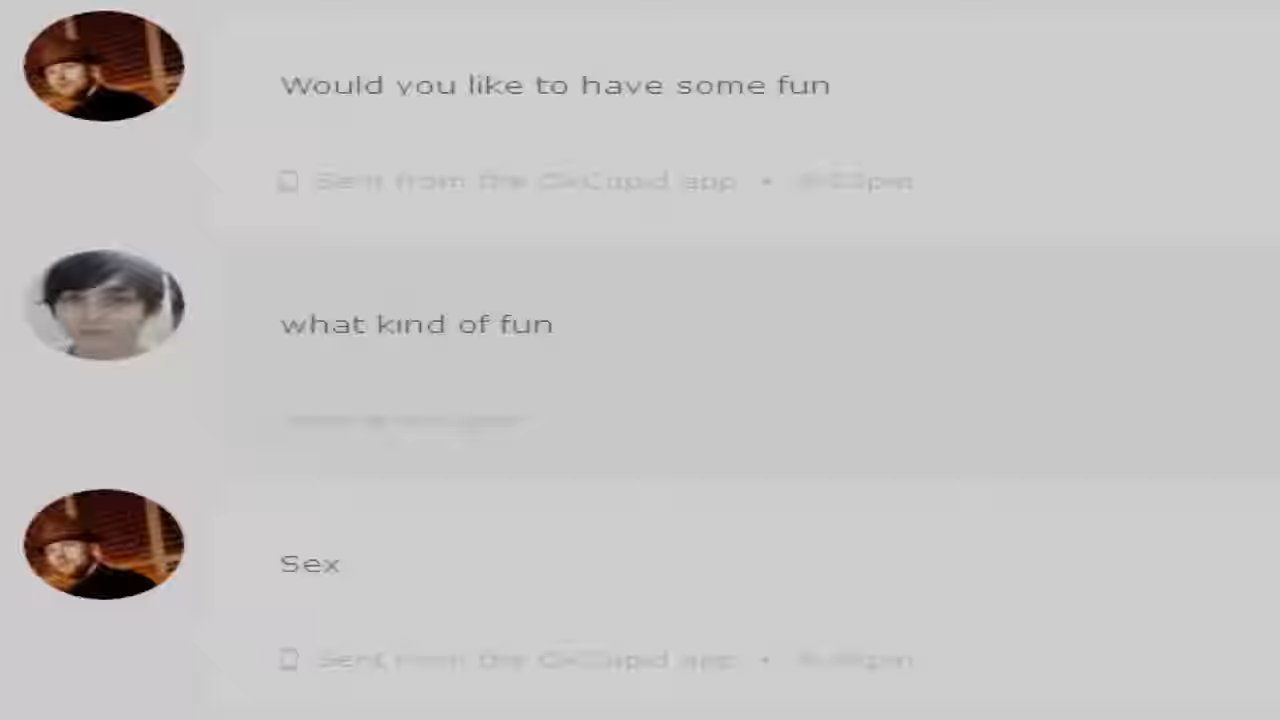 Would you like to have some fun
Sent from the OkCupid app •
what kind of fun
Sex
Sent from the OkCupid app •